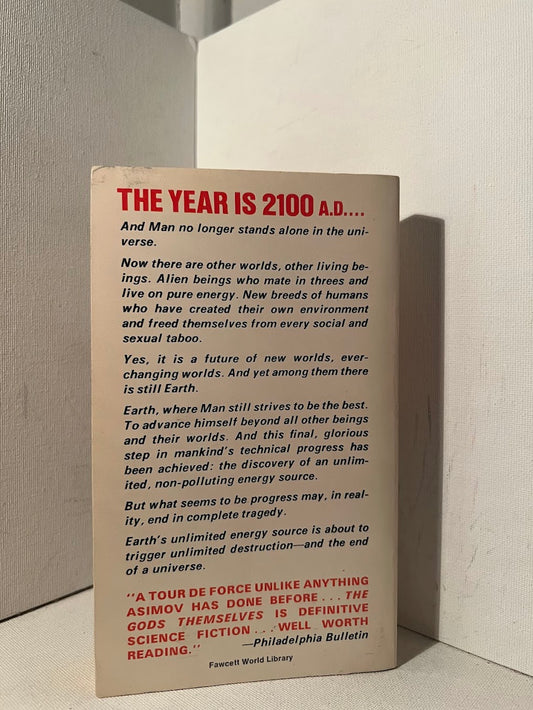 THE YEAR IS 2100 A.D....
And Man no longer stands alone in the uni-
verse.
Now there are other worlds, other living be-
ings. Alien beings who mate in threes and
live on pure energy. New breeds of humans
who have created their own environment
and freed themselves from every social and
sexual taboo.
Yes, it is a future of new worlds, ever-
changing worlds. And yet among them there
is still Earth.
Earth, where Man still strives to be the best.
To advance himself beyond all other beings
and their worlds. And this final, glorious
step in mankind's technical progress has
been achieved: the discovery of an unlim-
ited, non-polluting energy source.
But what seems to be progress may, in real-
ity, end in complete tragedy.
Earth's unlimited energy source is about to
trigger unlimited destruction—and the end
of a universe.
"A TOUR DE FORCE UNLIKE ANYTHING
ASIMOV HAS DONE BEFORE... THE
GODS THEMSELVES IS DEFINITIVE
SCIENCE FICTION... WELL WORTH
READING."
—Philadelphia Bulletin
Fawcett World Library